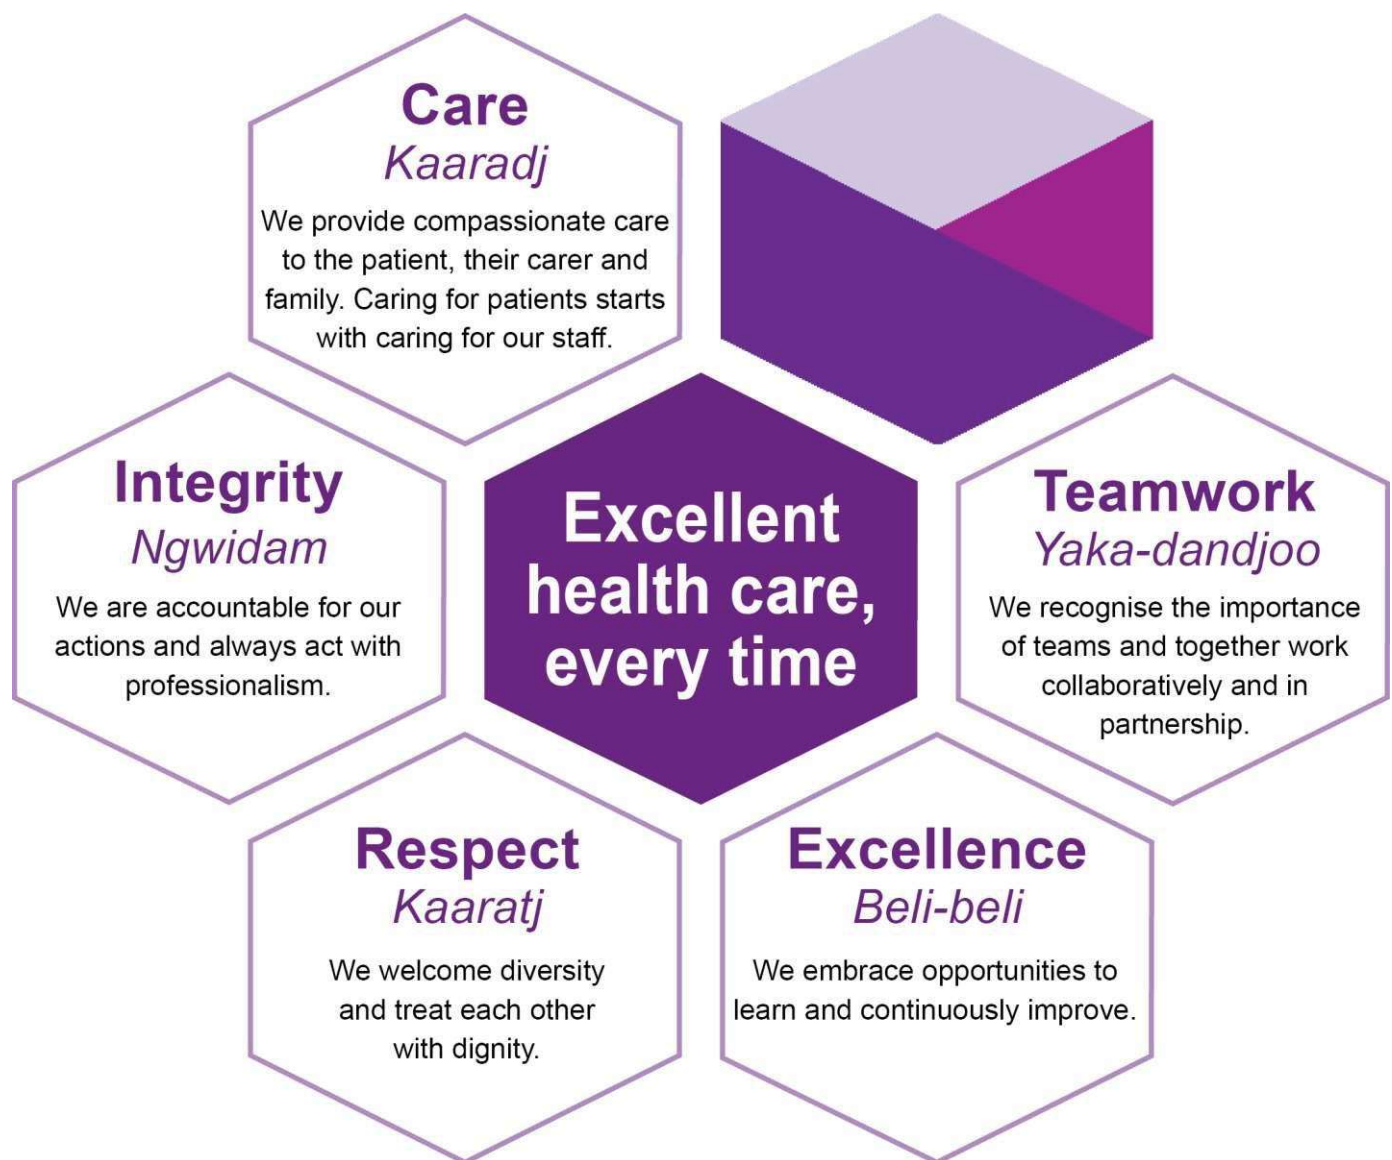 Care
Kaaradj
We provide compassionate care
to the patient, their carer and
family. Caring for patients starts
with caring for our staff.
Integrity
Ngwidam
We are accountable for our
actions and always act with
professionalism.
Excellent
health care,
every time
Teamwork
Yaka-dandjoo
We recognise the importance
of teams and together work
collaboratively and in
partnership.
Respect
Kaaratj
We welcome diversity
and treat each other
with dignity.
Excellence
Beli-beli
We embrace opportunities to
learn and continuously improve.